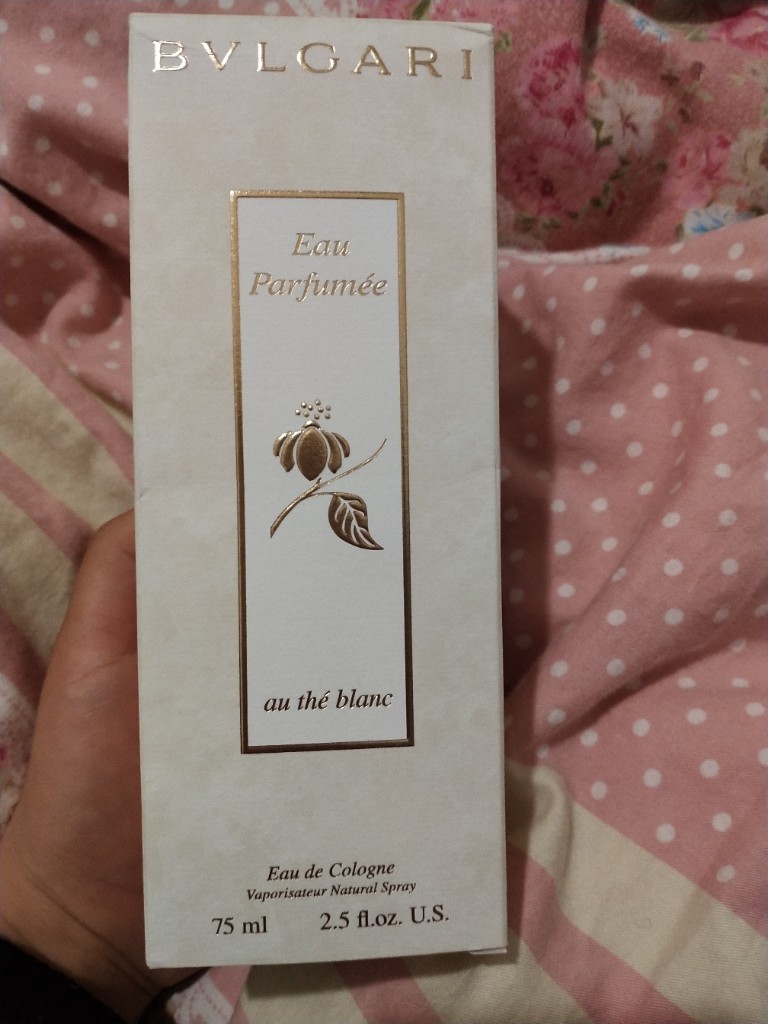 BVLGARI
Eau
Parfumée
au thé blanc
Eau de Cologne
Vaporisateur Natural Spray
75 ml 2.5 fl.oz. U.S.